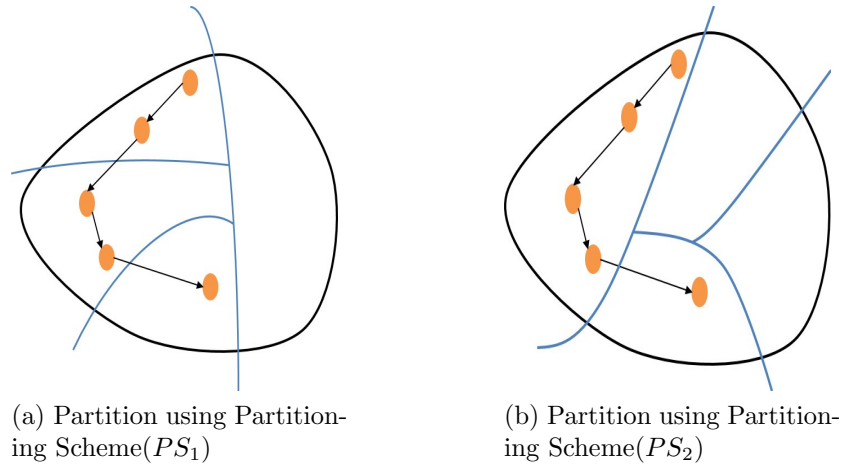 (a) Partition using Partition-
ing Scheme(PS₁)
(b) Partition using Partition-
ing Scheme(PS₂)